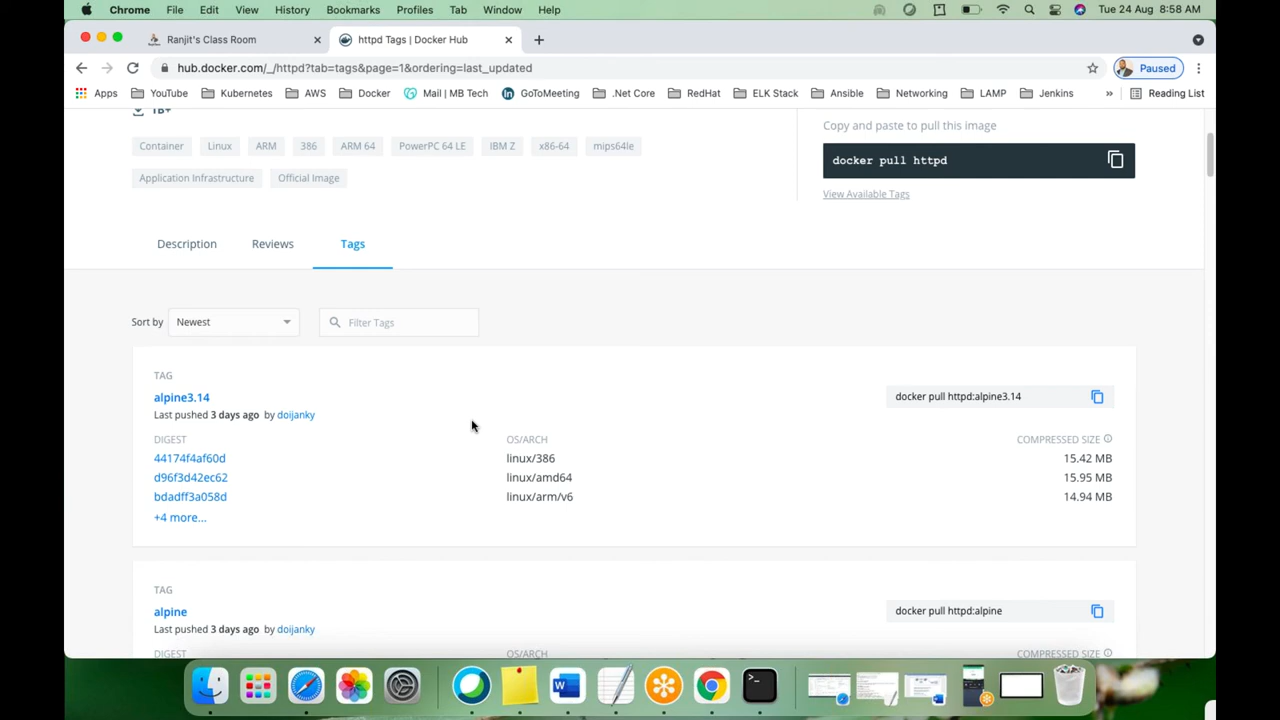 Chrome File Edit View History Bookmarks Profiles Tab Window Help Tue 24 Aug 8:58 AM
Ranjit's Class Room httpd Tags | Docker Hub
hub.docker.com/_/httpd?tab=tags&page=1&ordering=last_updated Paused
Apps YouTube Kubernetes AWS Docker Mail | MB Tech GoToMeeting .Net Core RedHat ELK Stack Ansible Networking LAMP Jenkins » Reading List
1B+
Copy and paste to pull this image
Container Linux ARM 386 ARM 64 PowerPC 64 LE IBM Z x86-64 mips64le
docker pull httpd
Application Infrastructure Official Image
View Available Tags
Description Reviews Tags
Sort by Newest Filter Tags
TAG
alpine3.14 docker pull httpd:alpine3.14
Last pushed 3 days ago by doijanky
DIGEST OS/ARCH COMPRESSED SIZE
44174f4af60d linux/386 15.42 MB
d96f3d42ec62 linux/amd64 15.95 MB
bdadff3a058d linux/arm/v6 14.94 MB
+4 more...
TAG
alpine docker pull httpd:alpine
Last pushed 3 days ago by doijanky
DIGEST OS/ARCH COMPRESSED SIZE